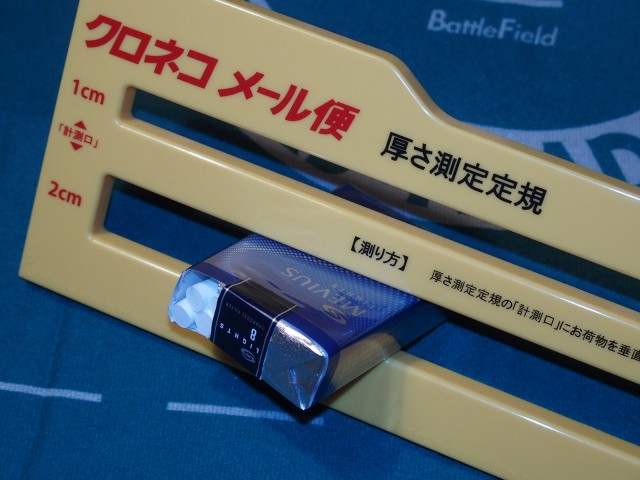 BattleField
クロネコ メール便
1cm
「計測口」
2cm
厚さ測定定規
【測り方】
厚さ測定定規の「計測口」にお荷物を垂直
MEVIUS
LIGHTS
8
CHARCOAL FILTER